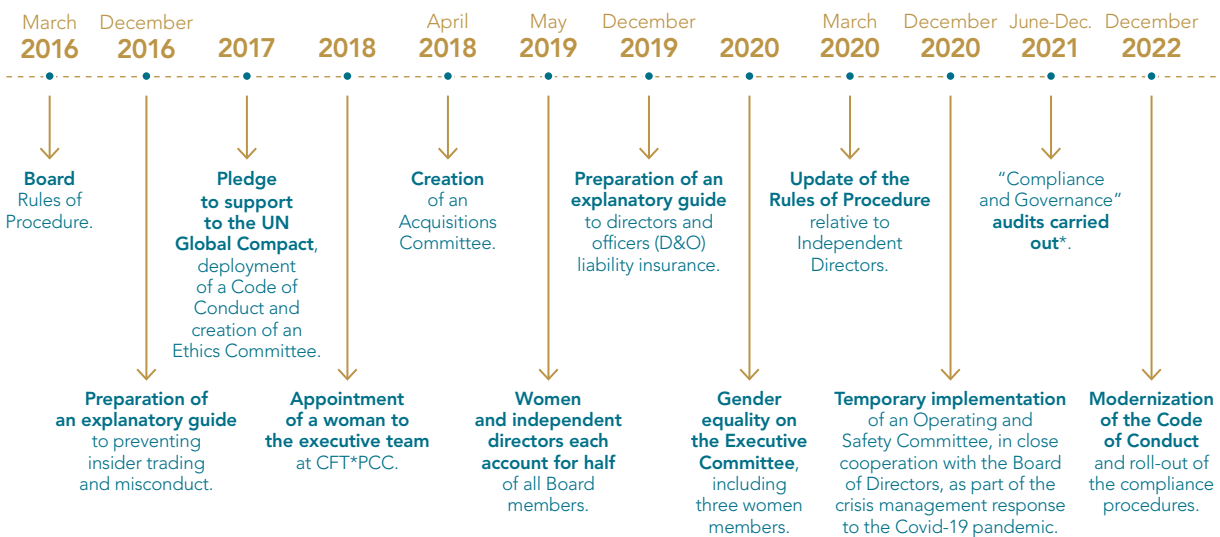 March
2016
December
2016
2017
2018
April
2018
May
2019
December
2019
2020
March
2020
December
2020
June-Dec.
2021
December
2022
Board
Rules of
Procedure.
Pledge
to support
to the UN
Global Compact,
deployment
of a Code of
Conduct and
creation of an
Ethics Committee.
Creation
of an
Acquisitions
Committee.
Preparation of an
explanatory guide
to directors and
officers (D&O)
liability insurance.
Update of the
Rules of Procedure
relative to
Independent
Directors.
“Compliance
and Governance”
audits carried
out*.
Preparation of
an explanatory guide
to preventing
insider trading
and misconduct.
Appointment
of a woman to
the executive team
at CFT*PCC.
Women
and independent
directors each
account for half
of all Board
members.
Gender
equality on
the Executive
Committee,
including
three women
members.
Temporary implementation
of an Operating and
Safety Committee, in close
cooperation with the Board
of Directors, as part of the
crisis management response
to the Covid-19 pandemic.
Modernization
of the Code
of Conduct
and roll-out of
the compliance
procedures.